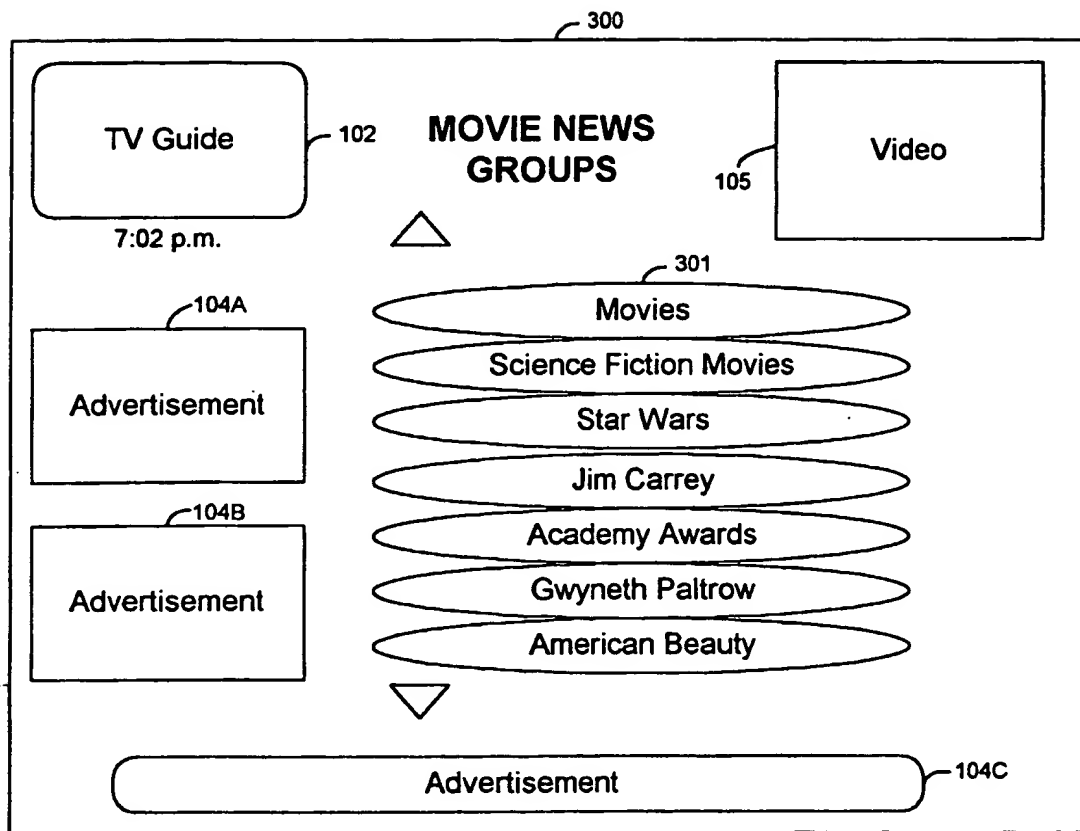 300
TV Guide
102
MOVIE NEWS
GROUPS
105
Video
7:02 p.m.
301
Movies
104A
Science Fiction Movies
Advertisement
Star Wars
Jim Carrey
104B
Academy Awards
Advertisement
Gwyneth Paltrow
American Beauty
Advertisement
104C